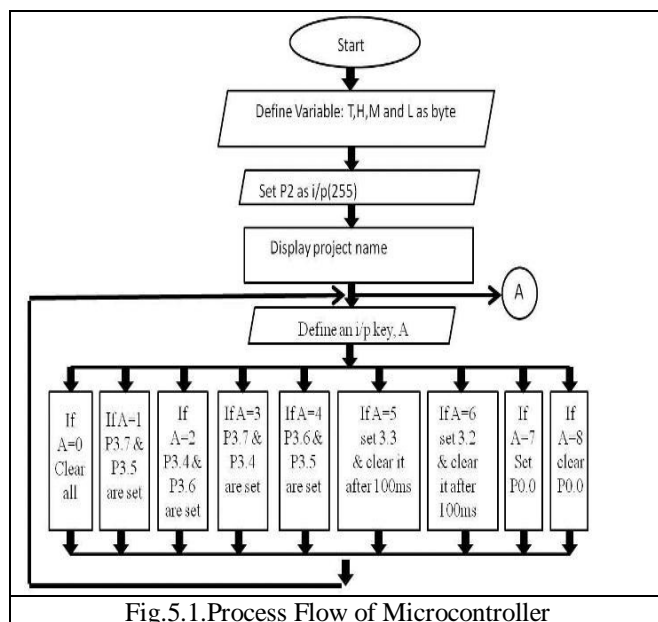 Start
Define Variable: T,H,M and L as byte
Set P2 as i/p(255)
Display project name
A
Define an i/p key, A
If
A=0
Clear
all
If A=1
P3.7 &
P3.5
are set
If
A=2
P3.4 &
P3.6
are set
If A=3
P3.7 &
P3.4
are set
If A=4
P3.6 &
P3.5
are set
If A=5
set 3.3
& clear it
after 100ms
If A=6
set 3.2
& clear
it after
100ms
If
A=7
Set
P0.0
If
A=8
clear
P0.0
Fig.5.1.Process Flow of Microcontroller